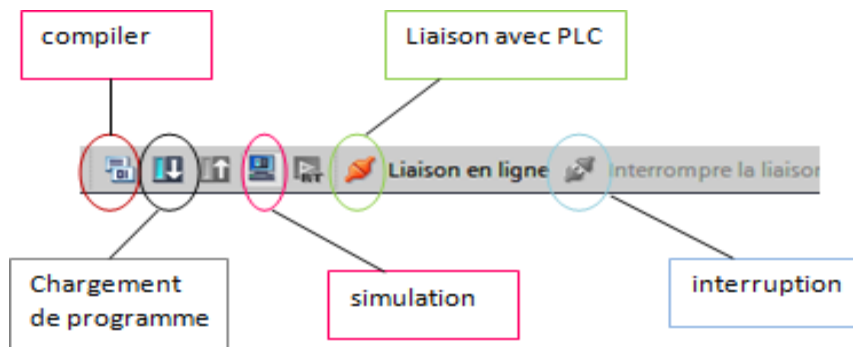 compiler
Liaison avec PLC
Liaison en ligne
Interrompre la liaison
Chargement
de programme
simulation
interruption